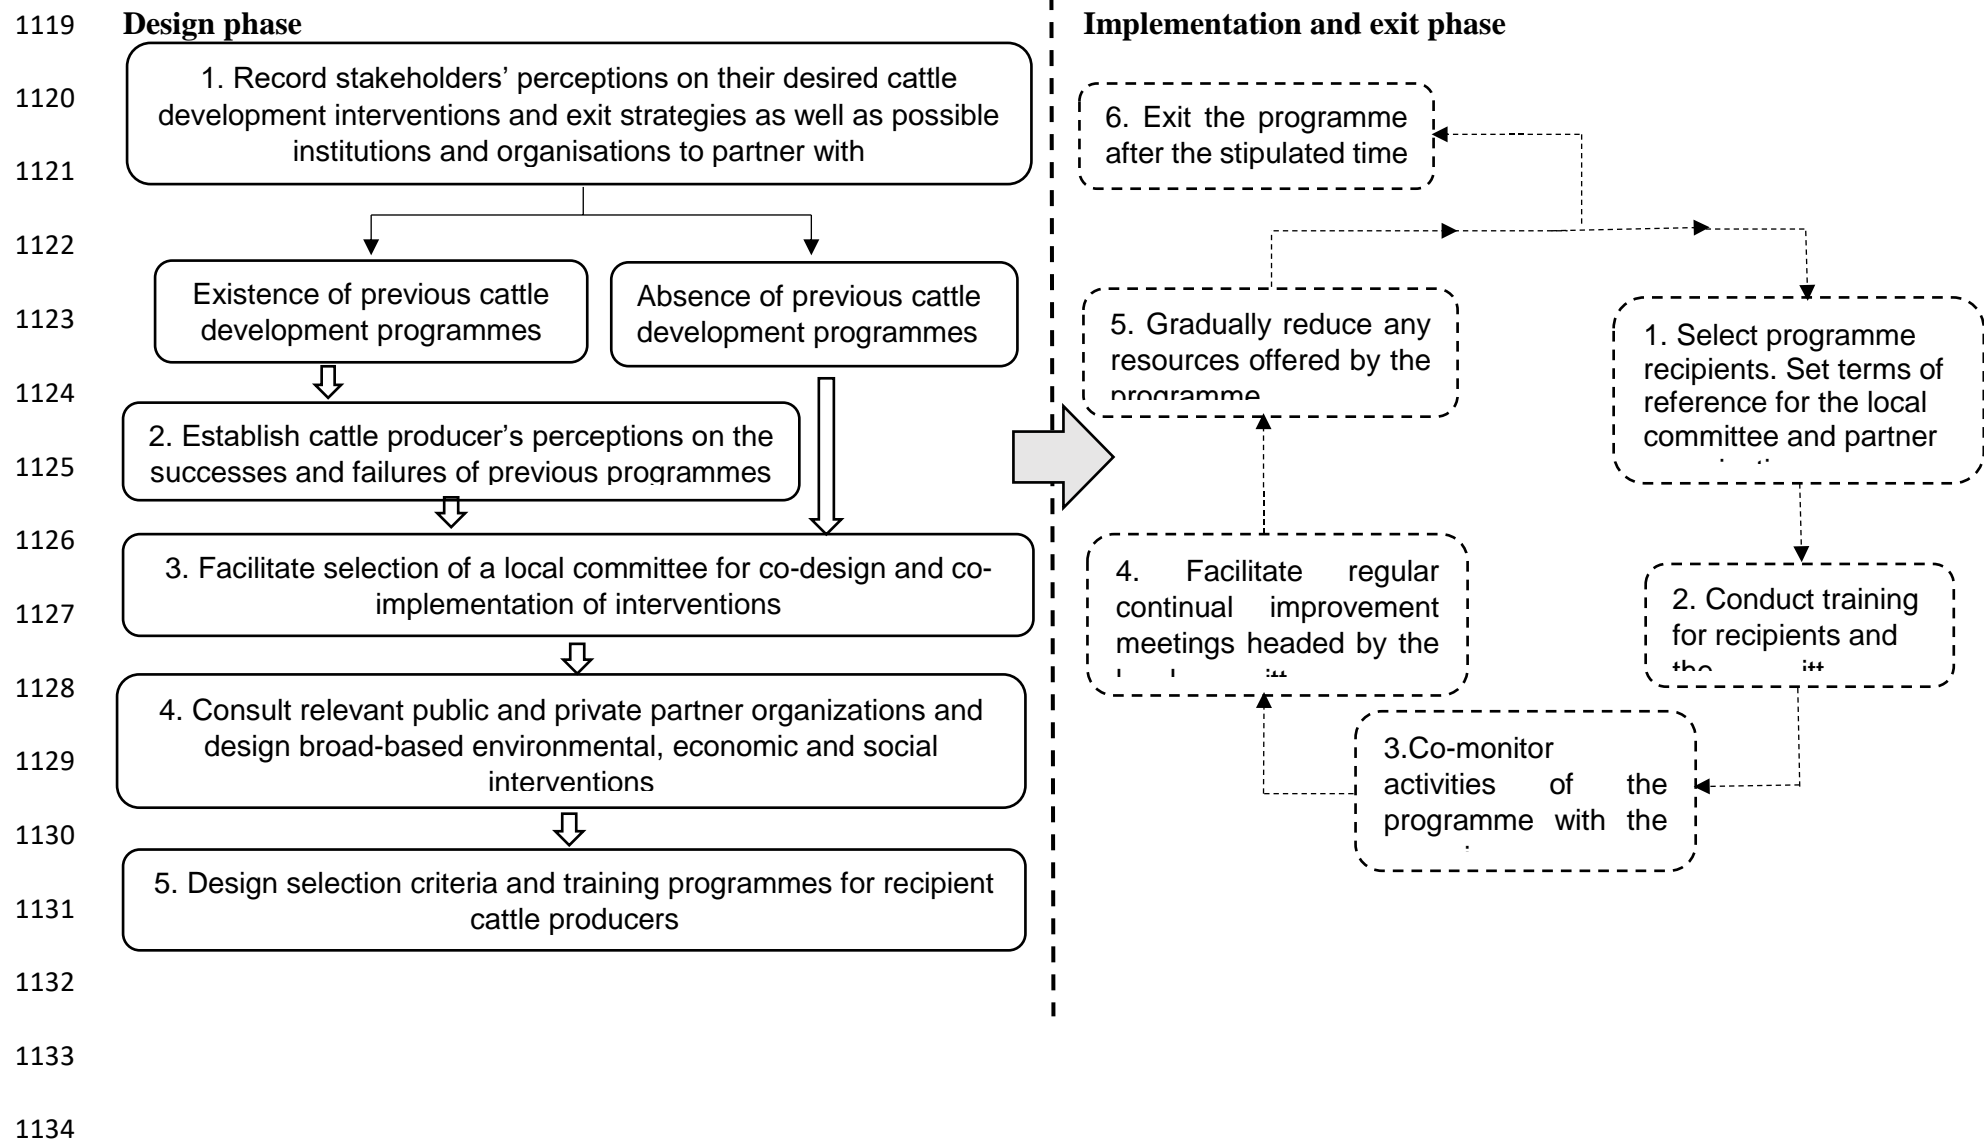 1119
Design phase
1. Record stakeholders’ perceptions on their desired cattle
1120
development interventions and exit strategies as well as possible
institutions and organisations to partner with
1121
1122
Existence of previous cattle
development programmes
Absence of previous cattle
development programmes
1123
1124
2. Establish cattle producer’s perceptions on the
successes and failures of previous programmes
1125
1126
3. Facilitate selection of a local committee for co-design and co-
implementation of interventions
1127
1128
4. Consult relevant public and private partner organizations and
design broad-based environmental, economic and social
interventions
1129
1130
5. Design selection criteria and training programmes for recipient
cattle producers
1131
1132
1133
1134
Implementation and exit phase
6. Exit the programme
after the stipulated time
5. Gradually reduce any
resources offered by the
programme
1. Select programme
recipients. Set terms of
reference for the local
committee and partner
4. Facilitate regular
continual improvement
meetings headed by the
2. Conduct training
for recipients and
3.Co-monitor
activities of the
programme with the